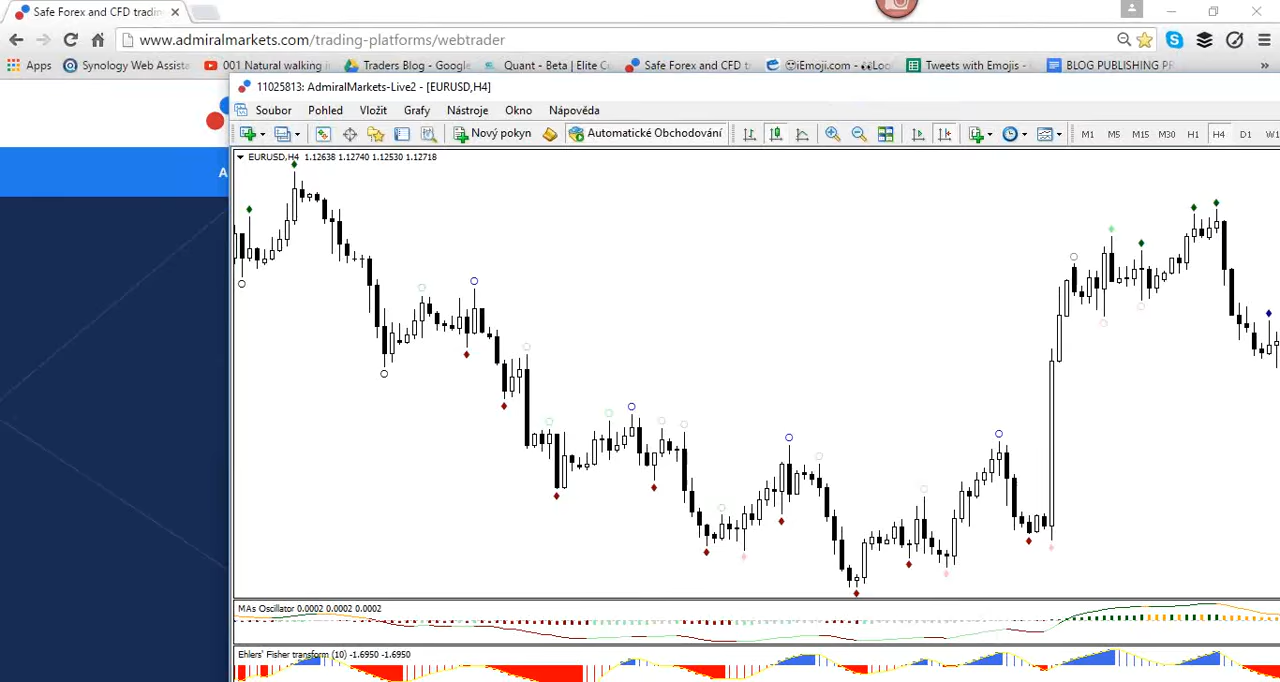 Safe Forex and CFD tradin
www.admiralmarkets.com/trading-platforms/webtrader
Apps Synology Web Assista 001 Natural walking Traders Blog - Google Quant - Beta | Elite C Safe Forex and CFD t iEmoji.com - Loo Tweets with Emojis - BLOG PUBLISHING PR »
11025813: AdmiralMarkets-Live2 - [EURUSD,H4]
Soubor Pohled Vložit Grafy Nástroje Okno Nápověda
Nový pokyn Automatické Obchodování M1 M5 M15 M30 H1 H4 D1 W1
EURUSD,H4 1.12638 1.12740 1.12530 1.12718
A
MAs Oscillator 0.0002 0.0002 0.0002
Ehlers' Fisher transform (10) -1.6950 -1.6950